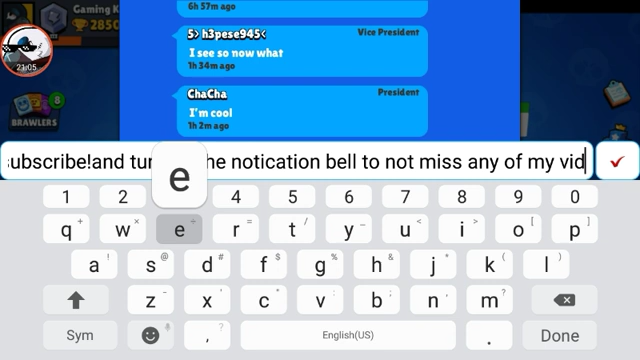 Gaming K
2850
21:05
BRAWLERS
8
6h 57m ago
5> h3pese945<
Vice President
I see so now what
1h 34m ago
ChaCha
President
I'm cool
1h 2m ago
ubscribe!and tur he notication bell to not miss any of my vid
e
1 2 4 5 6 7 8 9 0
q + w × e ÷ r = t / y _ u < i > o [ p ]
a ! s @ d # f $ g % h & j * k ( l )
z - x ' c " v : b ; n , m ?
Sym , ? English(US) . Done